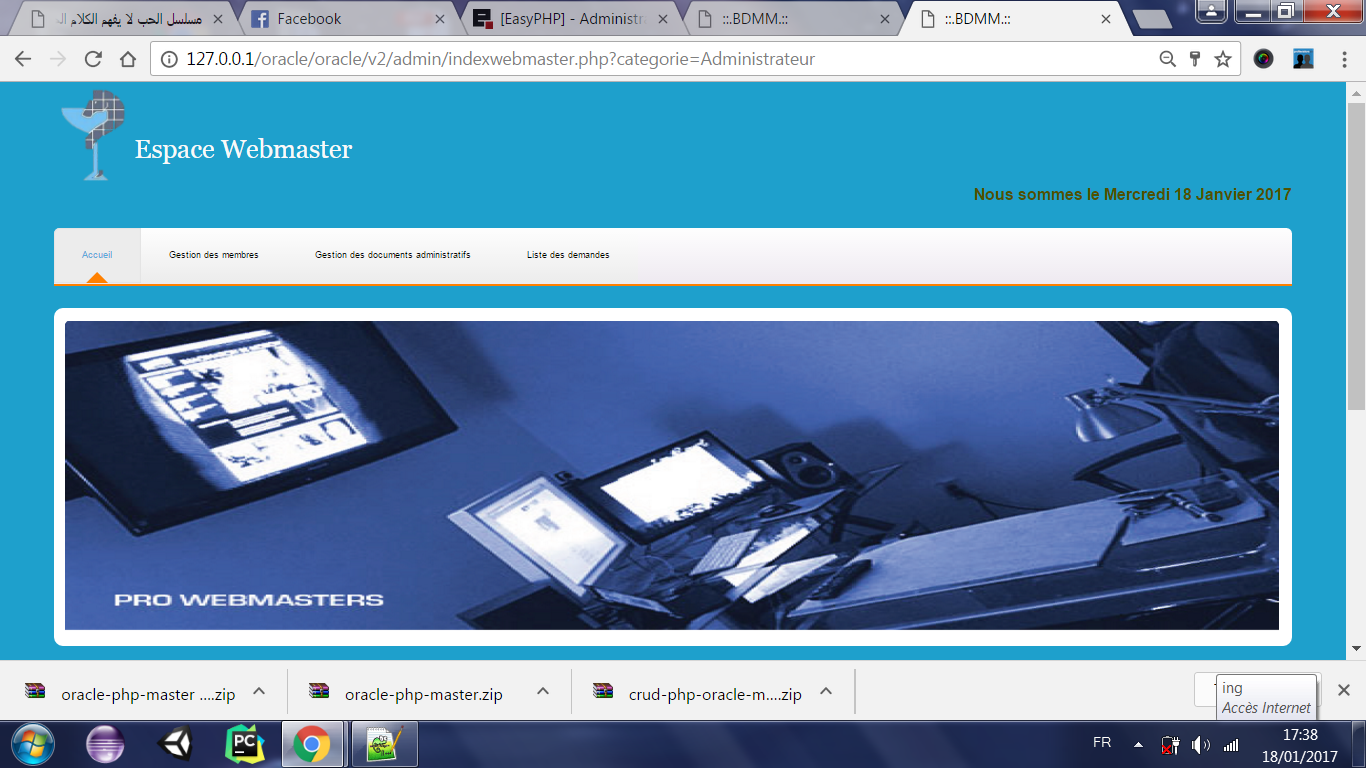 مسلسل الحب لا يفهم الكلام ال
Facebook
[EasyPHP] - Administra
::.BDMM.::
::.BDMM.::
127.0.0.1/oracle/oracle/v2/admin/indexwebmaster.php?categorie=Administrateur
Espace Webmaster
Nous sommes le Mercredi 18 Janvier 2017
Accueil
Gestion des membres
Gestion des documents administratifs
Liste des demandes
PRO WEBMASTERS
oracle-php-master ....zip
oracle-php-master.zip
crud-php-oracle-m....zip
ing
Accès Internet
PC
FR
17:38
18/01/2017